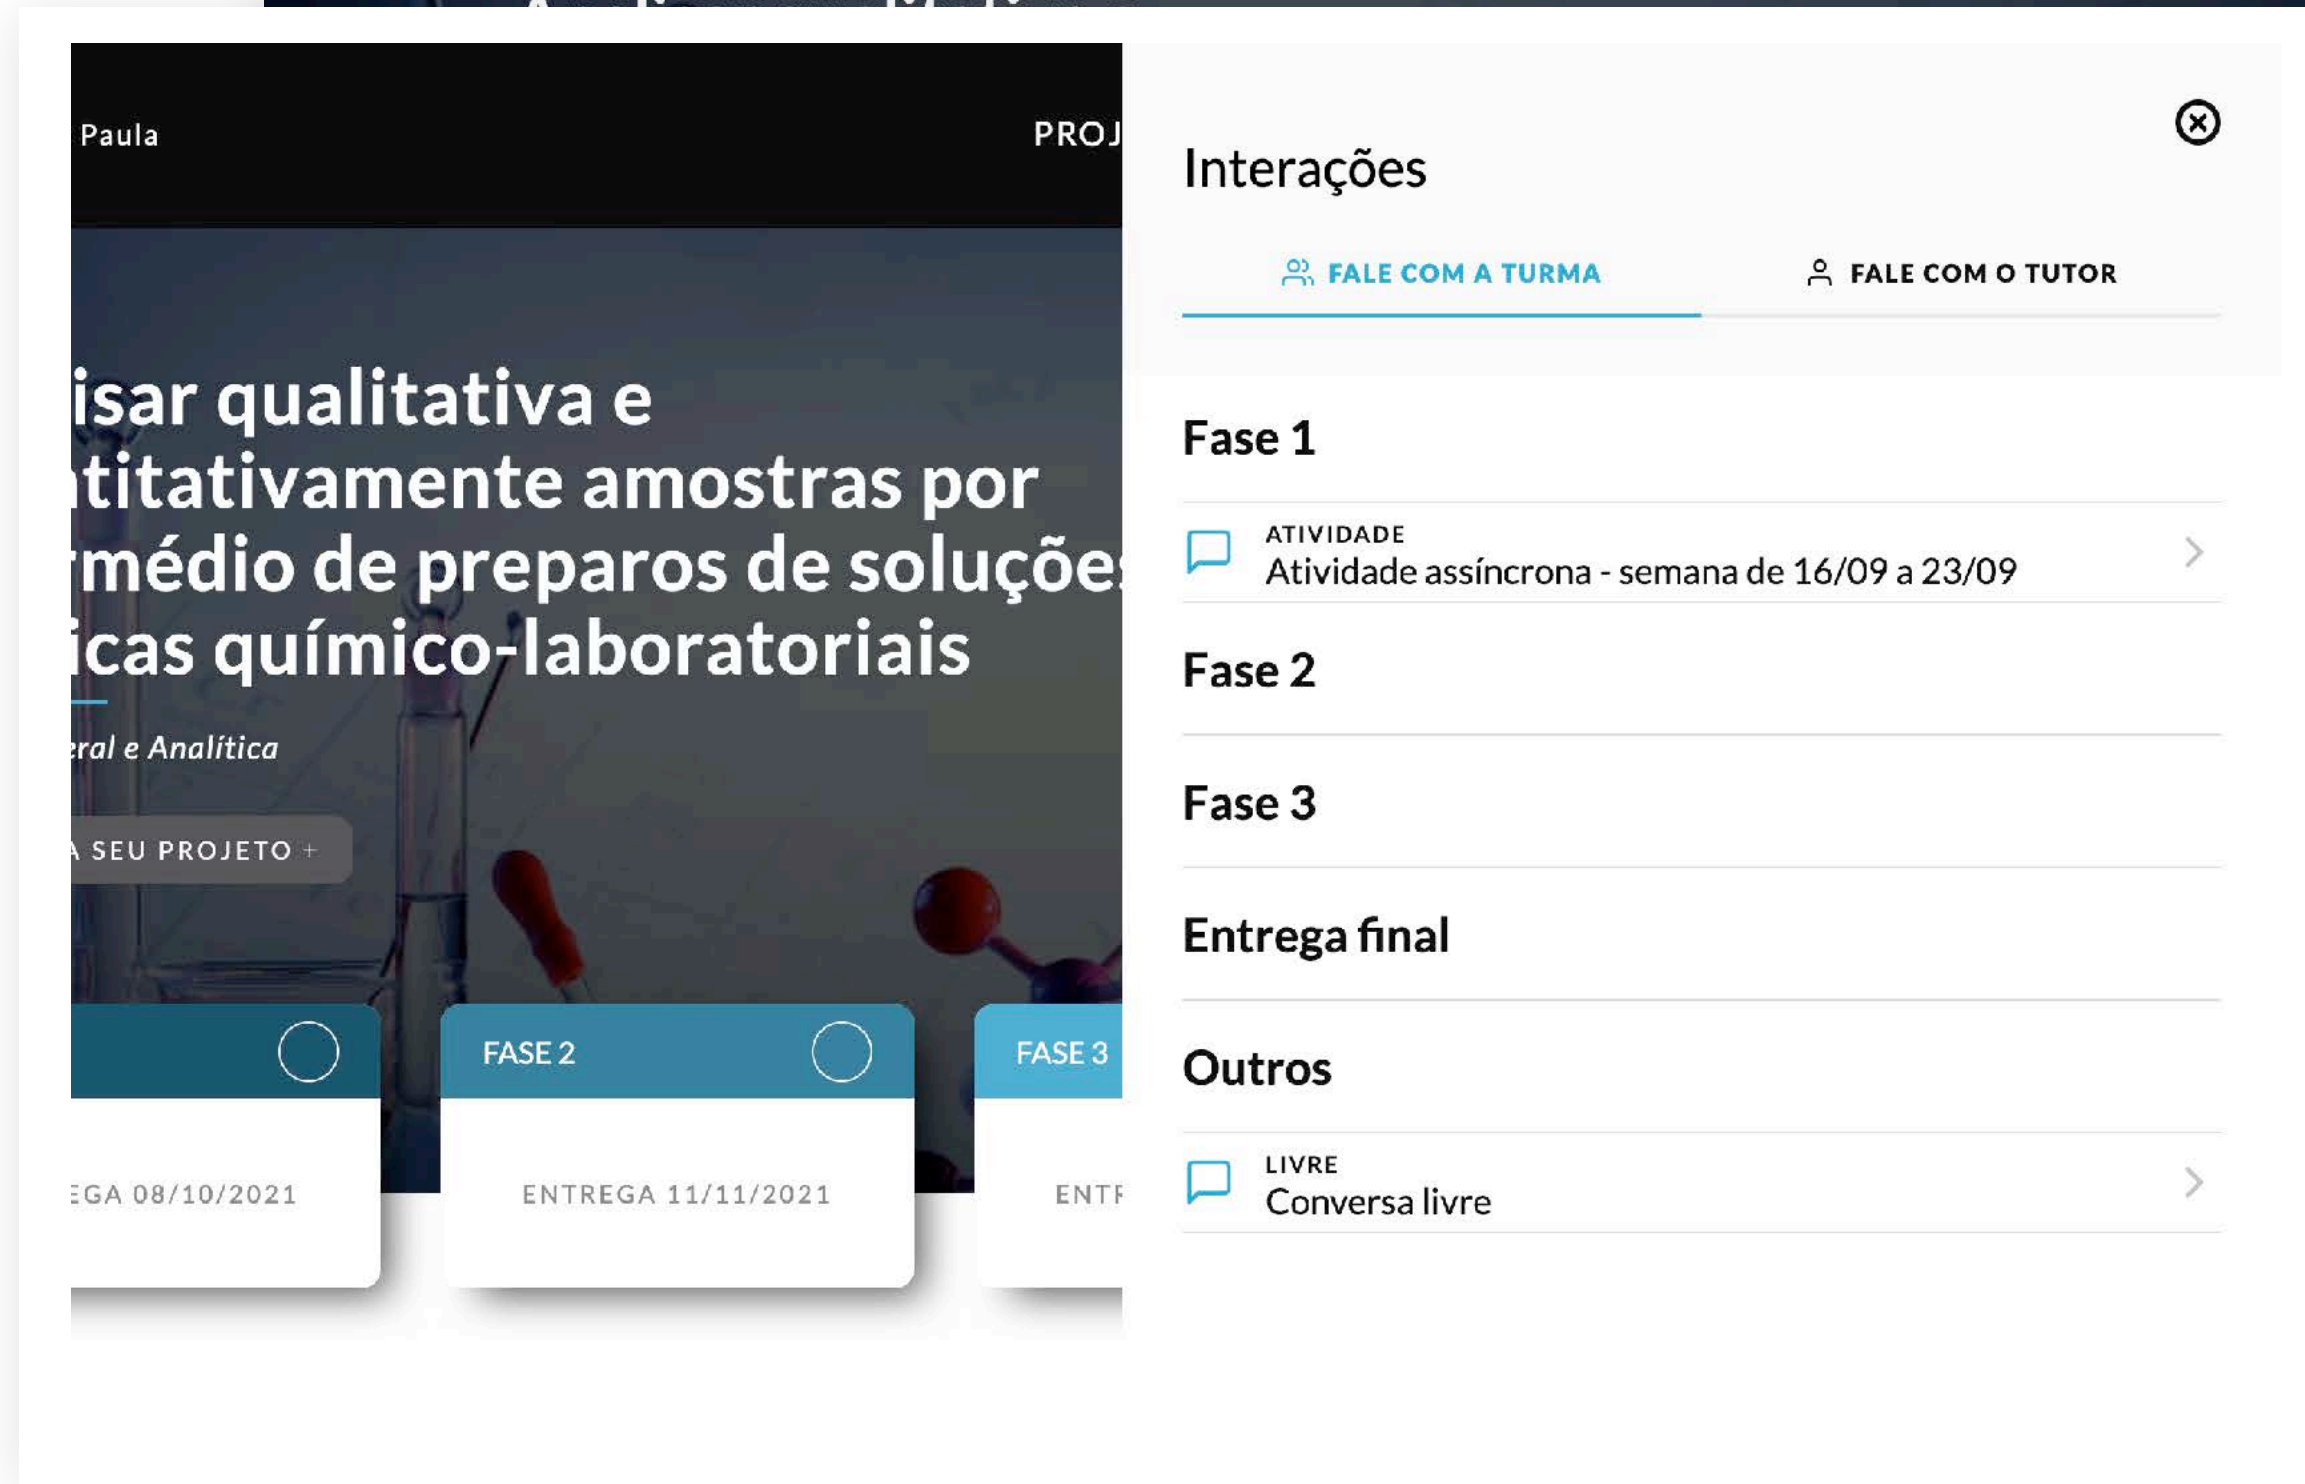 Paula
PROJ
isar qualitativa e
titativamente amostras por
rmédio de preparos de soluções
icas químico-laboratoriais
eral e Analítica
A SEU PROJETO +
FASE 2
FASE 3
EGA 08/10/2021
ENTREGA 11/11/2021
ENTR
Interações
FALE COM A TURMA
FALE COM O TUTOR
Fase 1
ATIVIDADE
Atividade assíncrona - semana de 16/09 a 23/09
Fase 2
Fase 3
Entrega final
Outros
LIVRE
Conversa livre